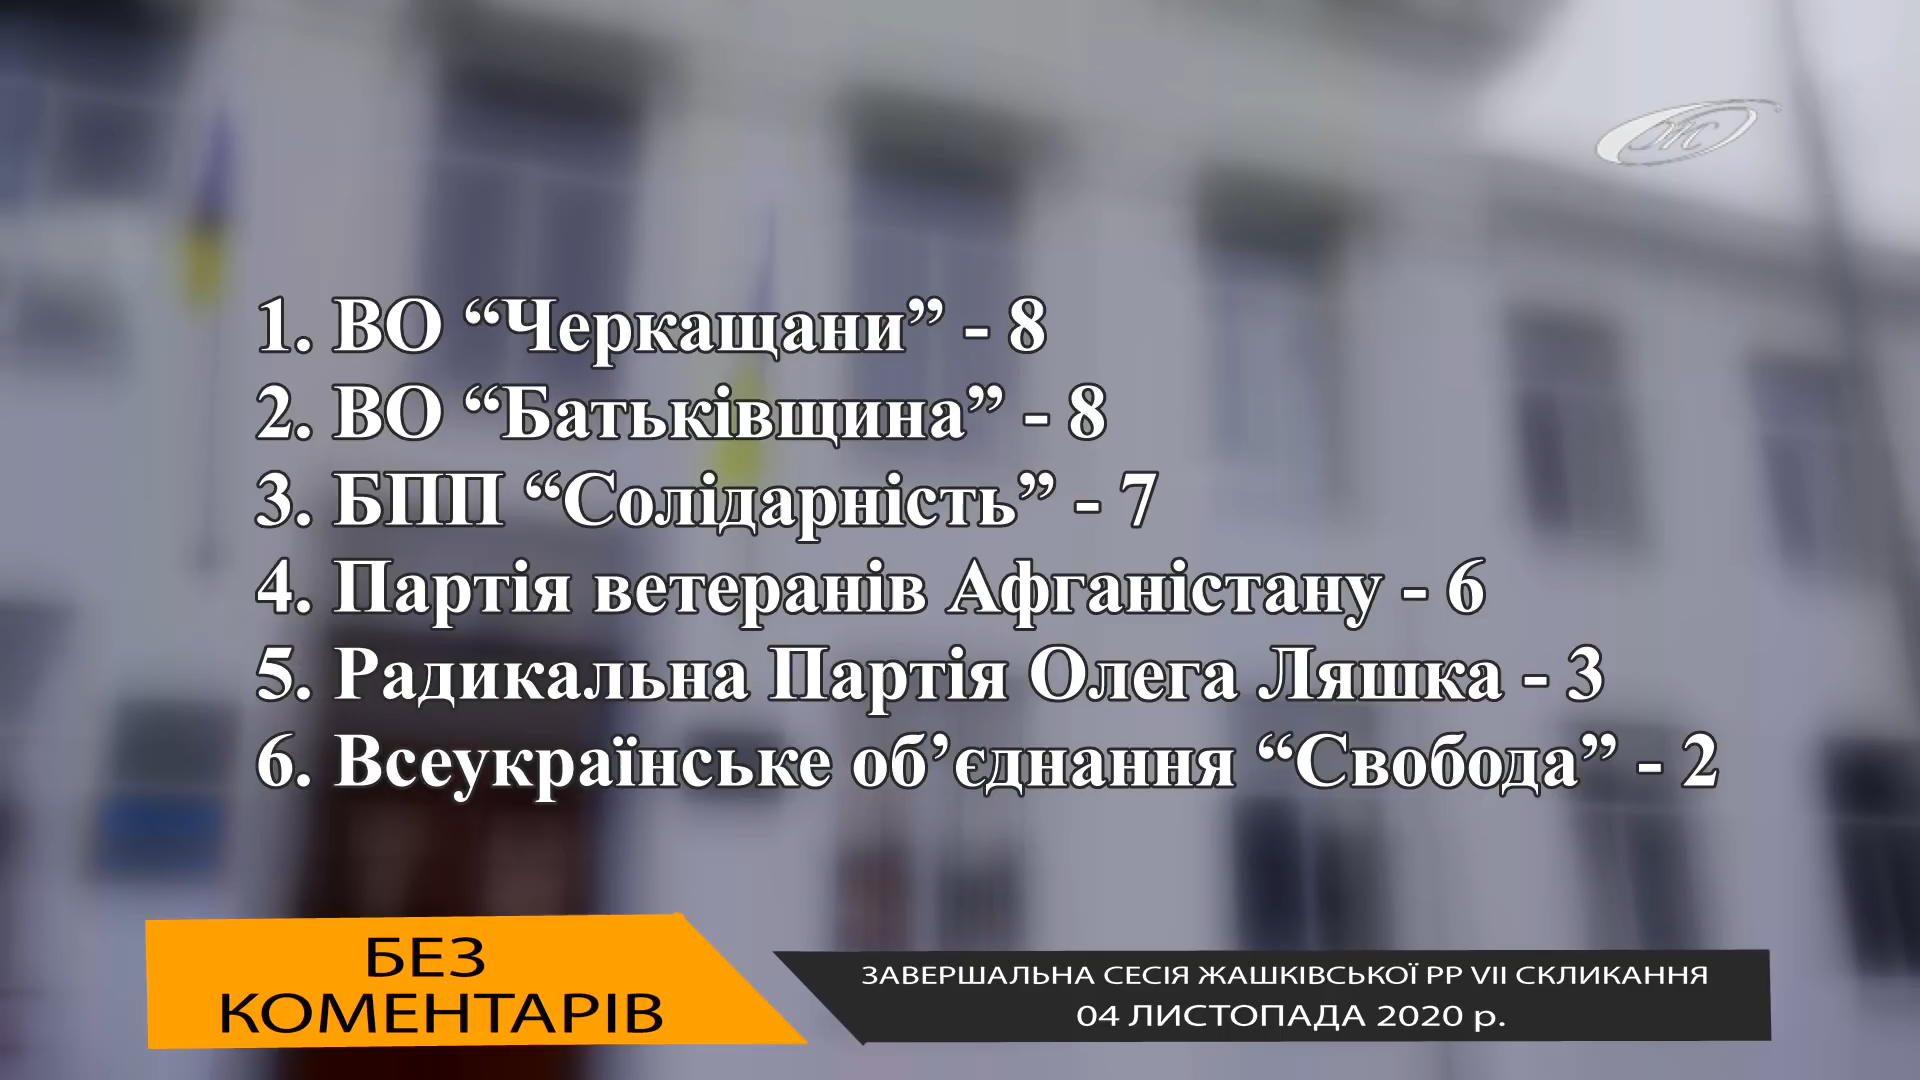 1. ВО “Черкащани” - 8
2. ВО “Батьківщина” - 8
3. БПП “Солідарність” - 7
4. Партія ветеранів Афганістану - 6
5. Радикальна Партія Олега Ляшка - 3
6. Всеукраїнське об’єднання “Свобода” - 2
БЕЗ
КОМЕНТАРІВ
ЗАВЕРШАЛЬНА СЕСІЯ ЖАШКІВСЬКОЇ РР VII СКЛИКАННЯ
04 ЛИСТОПАДА 2020 р.